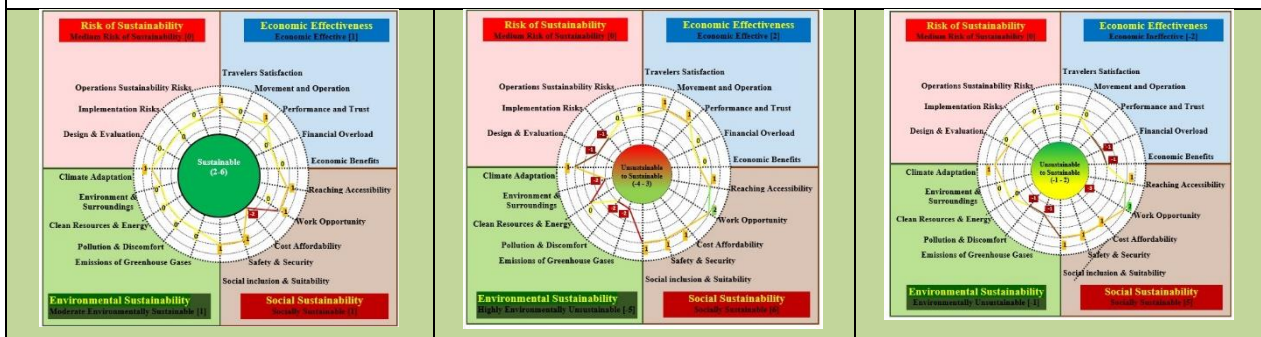 Risk of Sustainability
Medium Risk of Sustainability [0]
Economic Effectiveness
Economic Effective [1]
Travelers Satisfaction
Operations Sustainability Risks
Movement and Operation
Implementation Risks
Performance and Trust
Design & Evaluation
Financial Overload
Sustainable
(2-6)
Economic Benefits
Climate Adaptation
Reaching Accessibility
Environment &
Surroundings
Work Opportunity
Clean Resources & Energy
Cost Affordability
Pollution & Discomfort
Safety & Security
Emissions of Greenhouse Gases
Social inclusion & Suitability
Environmental Sustainability
Moderate Environmentally Sustainable [1]
Social Sustainability
Socially Sustainable [1]
Risk of Sustainability
Medium Risk of Sustainability [0]
Economic Effectiveness
Economic Effective [2]
Travelers Satisfaction
Operations Sustainability Risks
Movement and Operation
Implementation Risks
Performance and Trust
Design & Evaluation
Financial Overload
Unsustainable
to Sustainable
(-4 - 3)
Economic Benefits
Climate Adaptation
Reaching Accessibility
Environment &
Surroundings
Work Opportunity
Clean Resources & Energy
Cost Affordability
Pollution & Discomfort
Safety & Security
Emissions of Greenhouse Gases
Social inclusion & Suitability
Environmental Sustainability
Highly Environmentally Unsustainable [-5]
Social Sustainability
Socially Sustainable [6]
Risk of Sustainability
Medium Risk of Sustainability [0]
Economic Effectiveness
Economic Ineffective [-2]
Travelers Satisfaction
Operations Sustainability Risks
Movement and Operation
Implementation Risks
Performance and Trust
Design & Evaluation
Financial Overload
Unsustainable
to Sustainable
(-1 - 2)
Economic Benefits
Climate Adaptation
Reaching Accessibility
Environment &
Surroundings
Work Opportunity
Clean Resources & Energy
Cost Affordability
Pollution & Discomfort
Safety & Security
Emissions of Greenhouse Gases
Social inclusion & Suitability
Environmental Sustainability
Environmentally Unsustainable [-1]
Social Sustainability
Socially Sustainable [5]